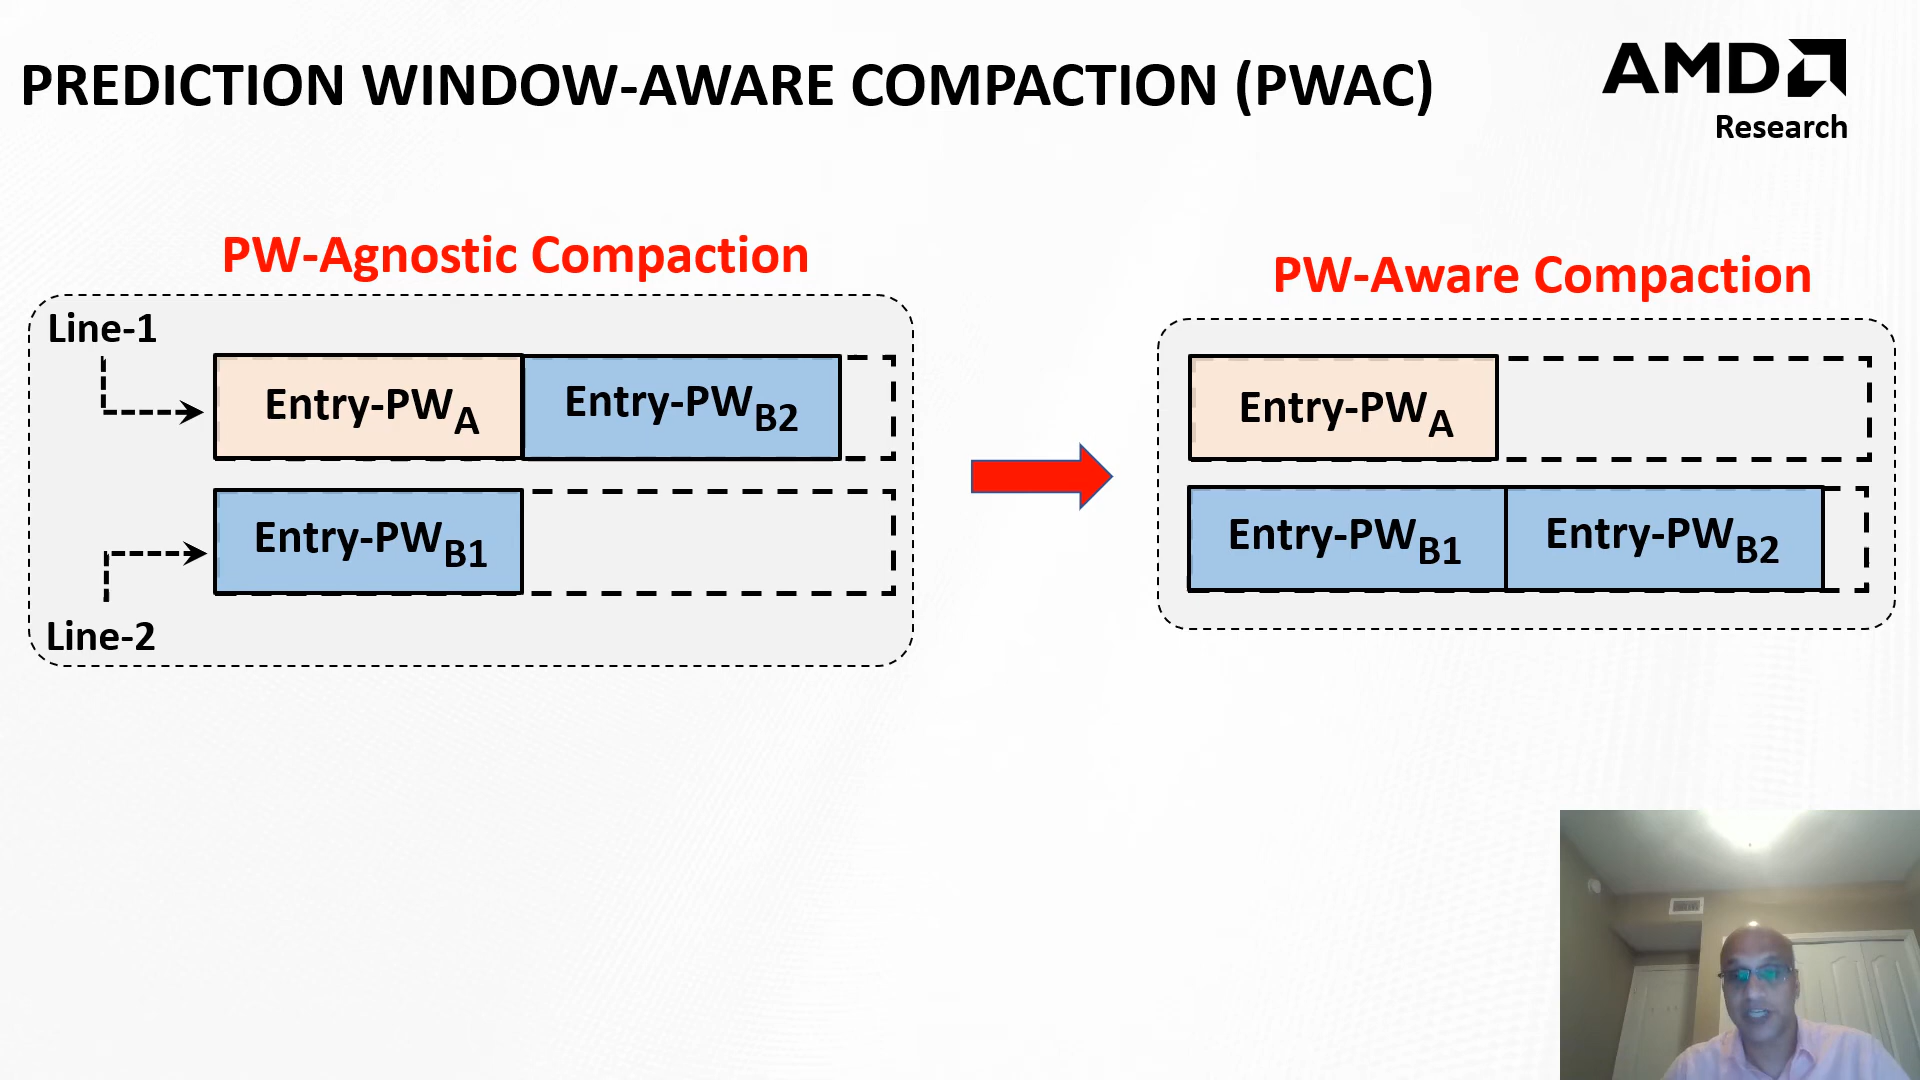 PREDICTION WINDOW-AWARE COMPACTION (PWAC)
AMD
Research
PW-Agnostic Compaction
Line-1
Entry-PWA
Entry-PWB2
Entry-PWB1
Line-2
PW-Aware Compaction
Entry-PWA
Entry-PWB1
Entry-PWB2